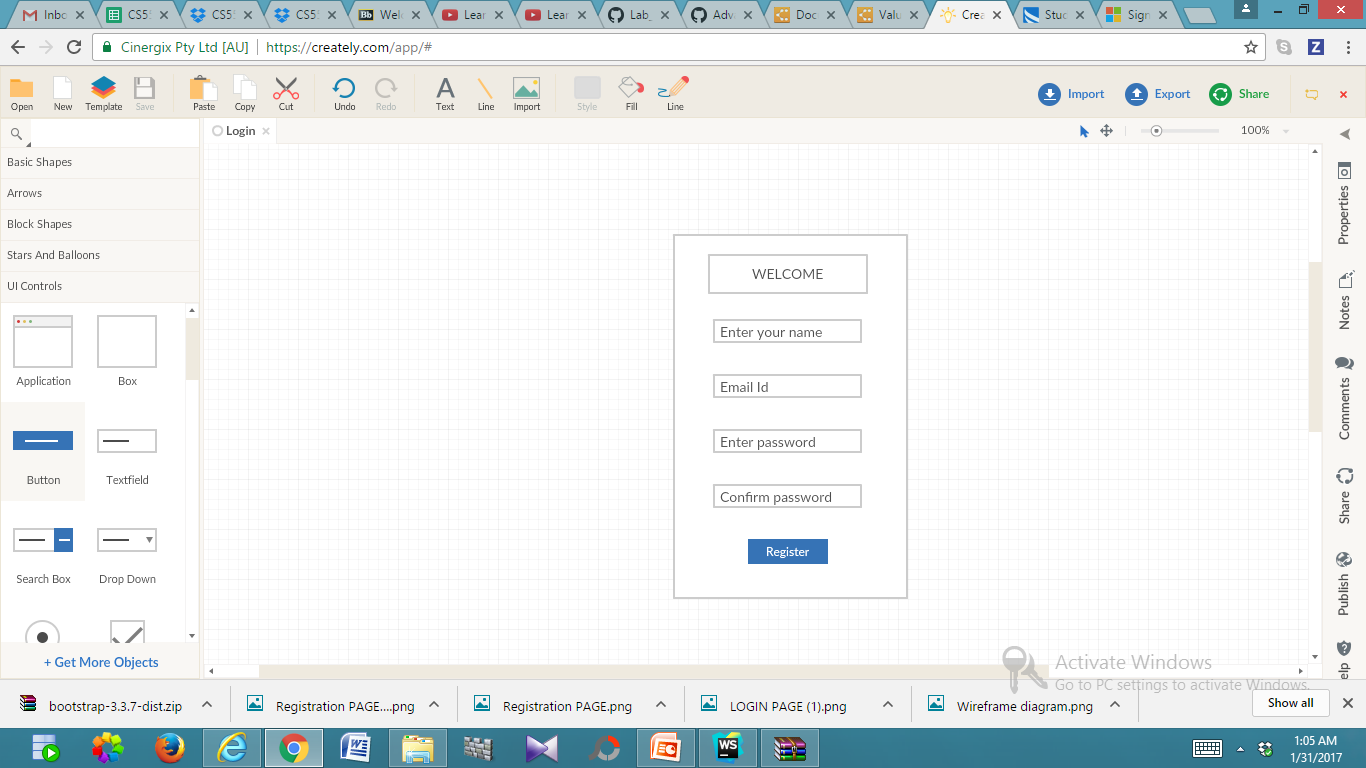 Inbc
CS5:
CS5:
CS5:
Welc
Lear
Lear
Lab_
Adva
Doc
Valu
Crea
Stuc
Sign
Cinergix Pty Ltd [AU]
https://creately.com/app/#
Open
New
Template
Save
Paste
Copy
Cut
Undo
Redo
Text
Line
Import
Style
Fill
Line
Import
Export
Share
Login
100%
Basic Shapes
Arrows
Block Shapes
Stars And Balloons
UI Controls
Application
Box
Button
Textfield
Search Box
Drop Down
+ Get More Objects
WELCOME
Enter your name
Email Id
Enter password
Confirm password
Register
Properties
Notes
Comments
Share
Publish
elp
Activate Windows
Go to PC settings to activate Windows.
bootstrap-3.3.7-dist.zip
Registration PAGE....png
Registration PAGE.png
LOGIN PAGE (1).png
Wireframe diagram.png
Show all
1:05 AM
1/31/2017